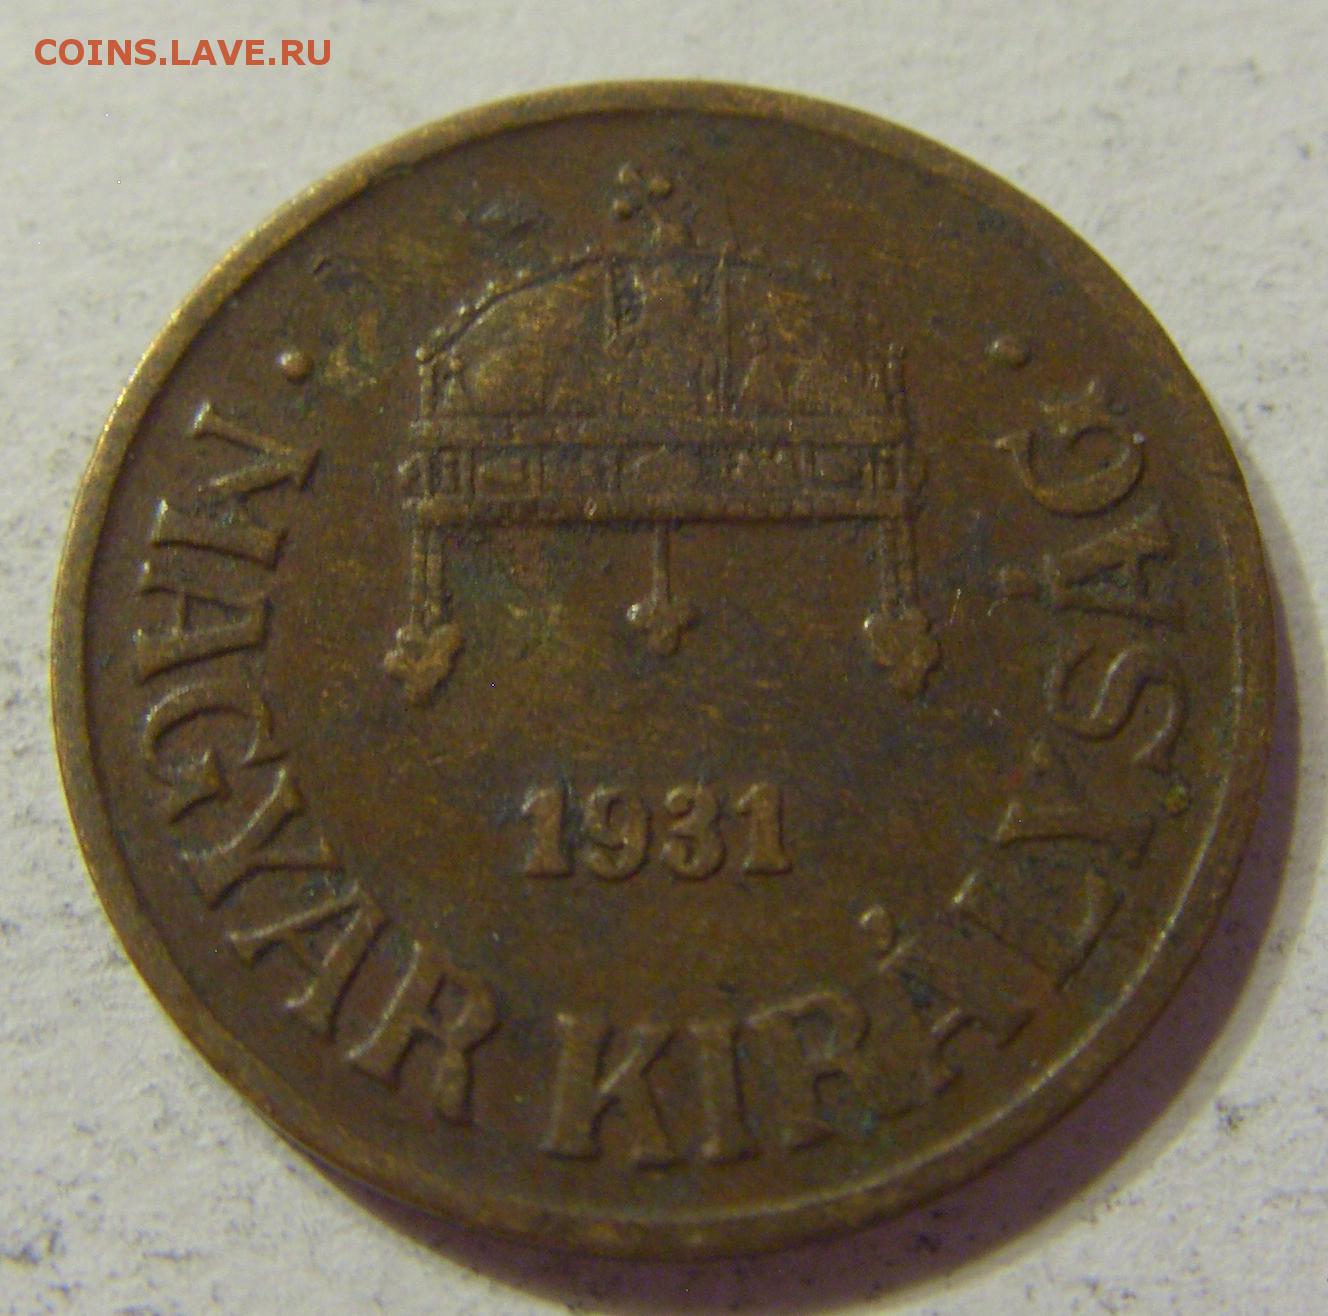 COINS.LAVE.RU
· MAGYAR KIRÁLYSÁG ·
1931